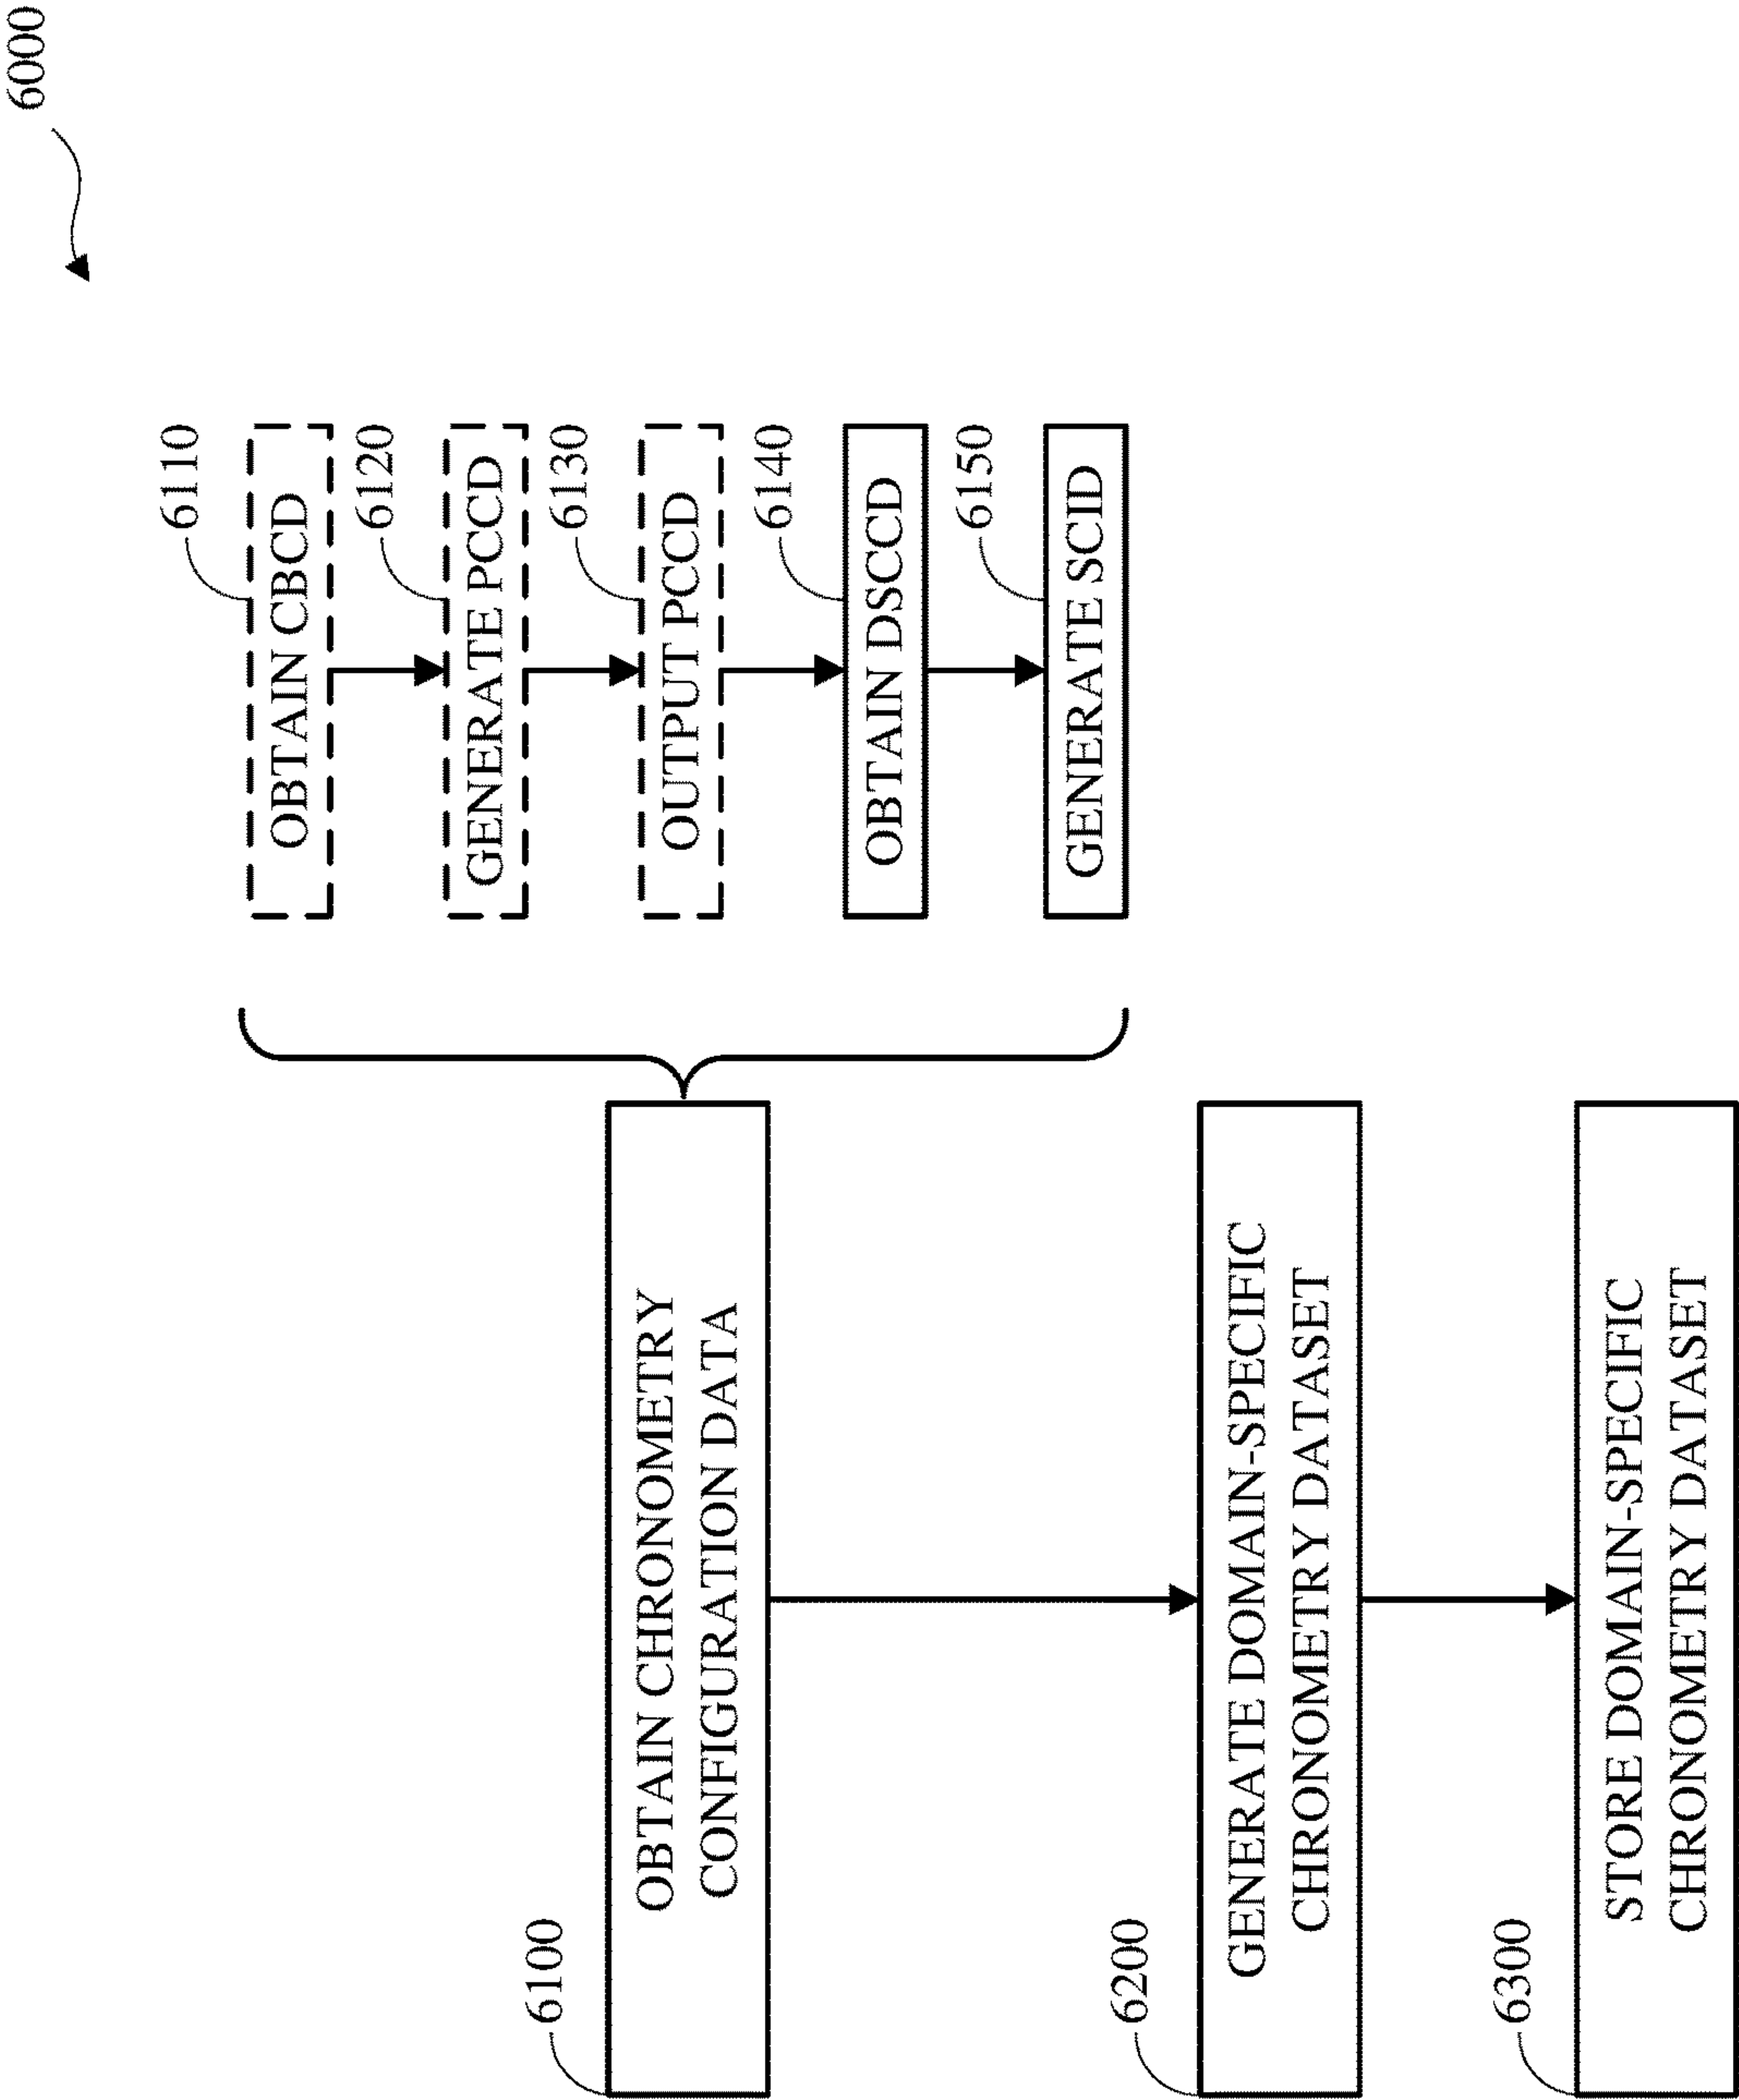 6000
6100
OBTAIN CHRONOMETRY
CONFIGURATION DATA
6110
OBTAIN CBCD
6120
GENERATE PCCD
6130
OUTPUT PCCD
6140
OBTAIN DSCCD
6150
GENERATE SCID
6200
GENERATE DOMAIN-SPECIFIC
CHRONOMETRY DATASET
6300
STORE DOMAIN-SPECIFIC
CHRONOMETRY DATASET